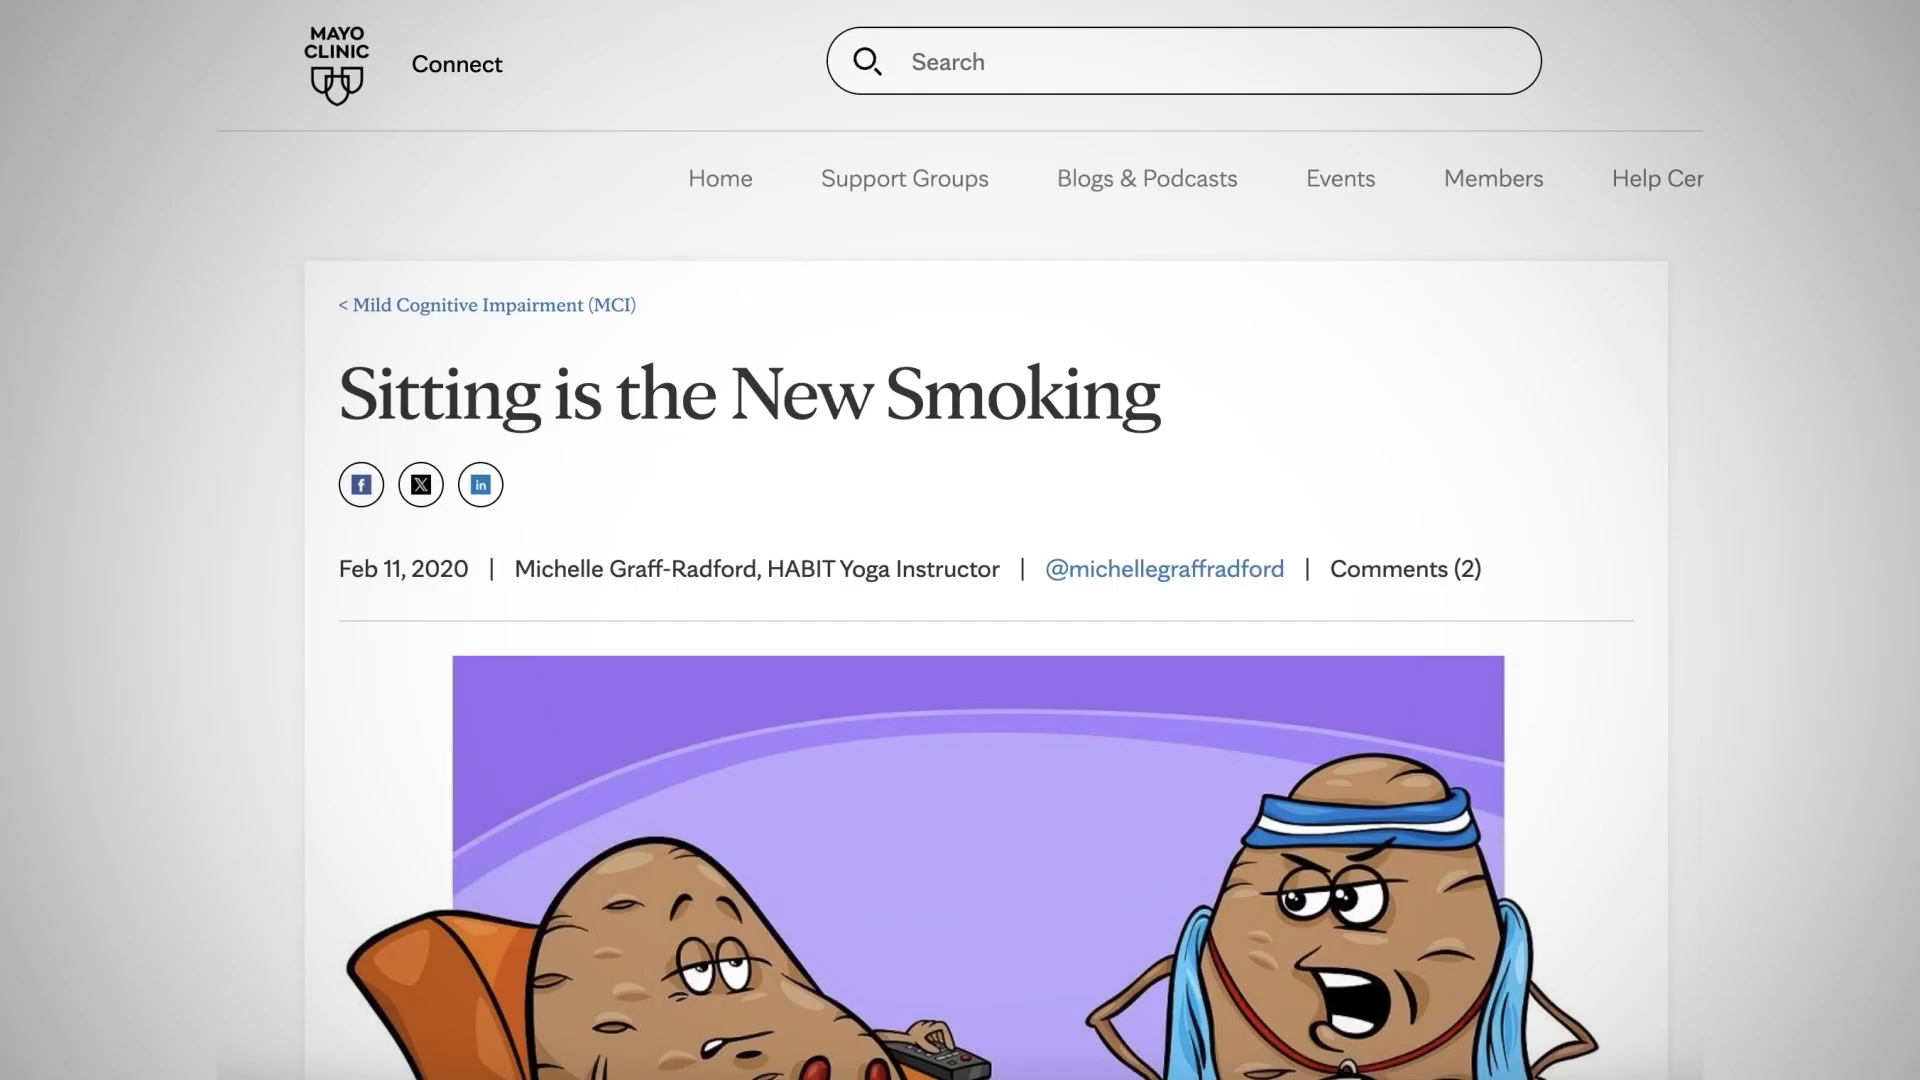 MAYO
CLINIC
Connect
Search
Home Support Groups Blogs & Podcasts Events Members Help Cer
< Mild Cognitive Impairment (MCI)
Sitting is the New Smoking
f X in
Feb 11, 2020 | Michelle Graff-Radford, HABIT Yoga Instructor | @michellegraffradford | Comments (2)